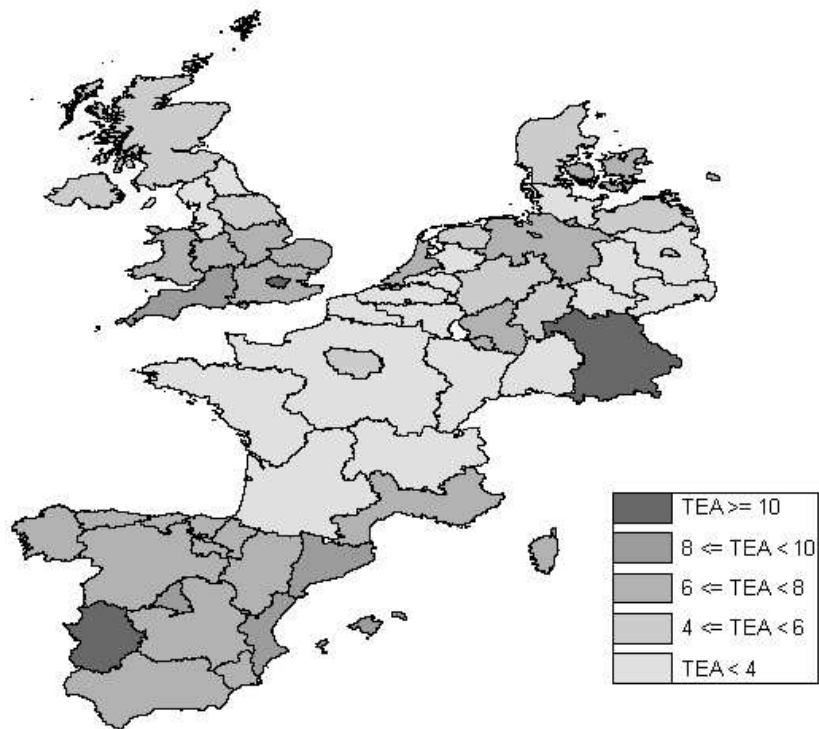 TEA >= 10
8 <= TEA < 10
6 <= TEA < 8
4 <= TEA < 6
TEA < 4